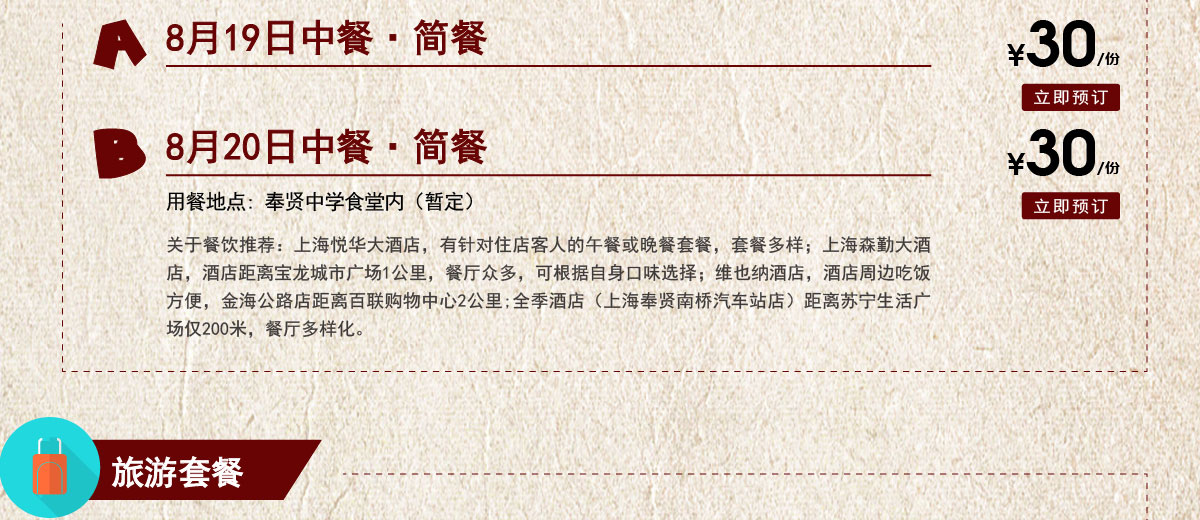 A 8月19日中餐·简餐 ¥30/份
立即预订
B 8月20日中餐·简餐 ¥30/份
用餐地点：奉贤中学食堂内（暂定） 立即预订
关于餐饮推荐：上海悦华大酒店，有针对住店客人的午餐或晚餐套餐，套餐多样；上海森勤大酒
店，酒店距离宝龙城市广场1公里，餐厅众多，可根据自身口味选择；维也纳酒店，酒店周边吃饭
方便，金海公路店距离百联购物中心2公里;全季酒店（上海奉贤南桥汽车站店）距离苏宁生活广
场仅200米，餐厅多样化。
旅游套餐